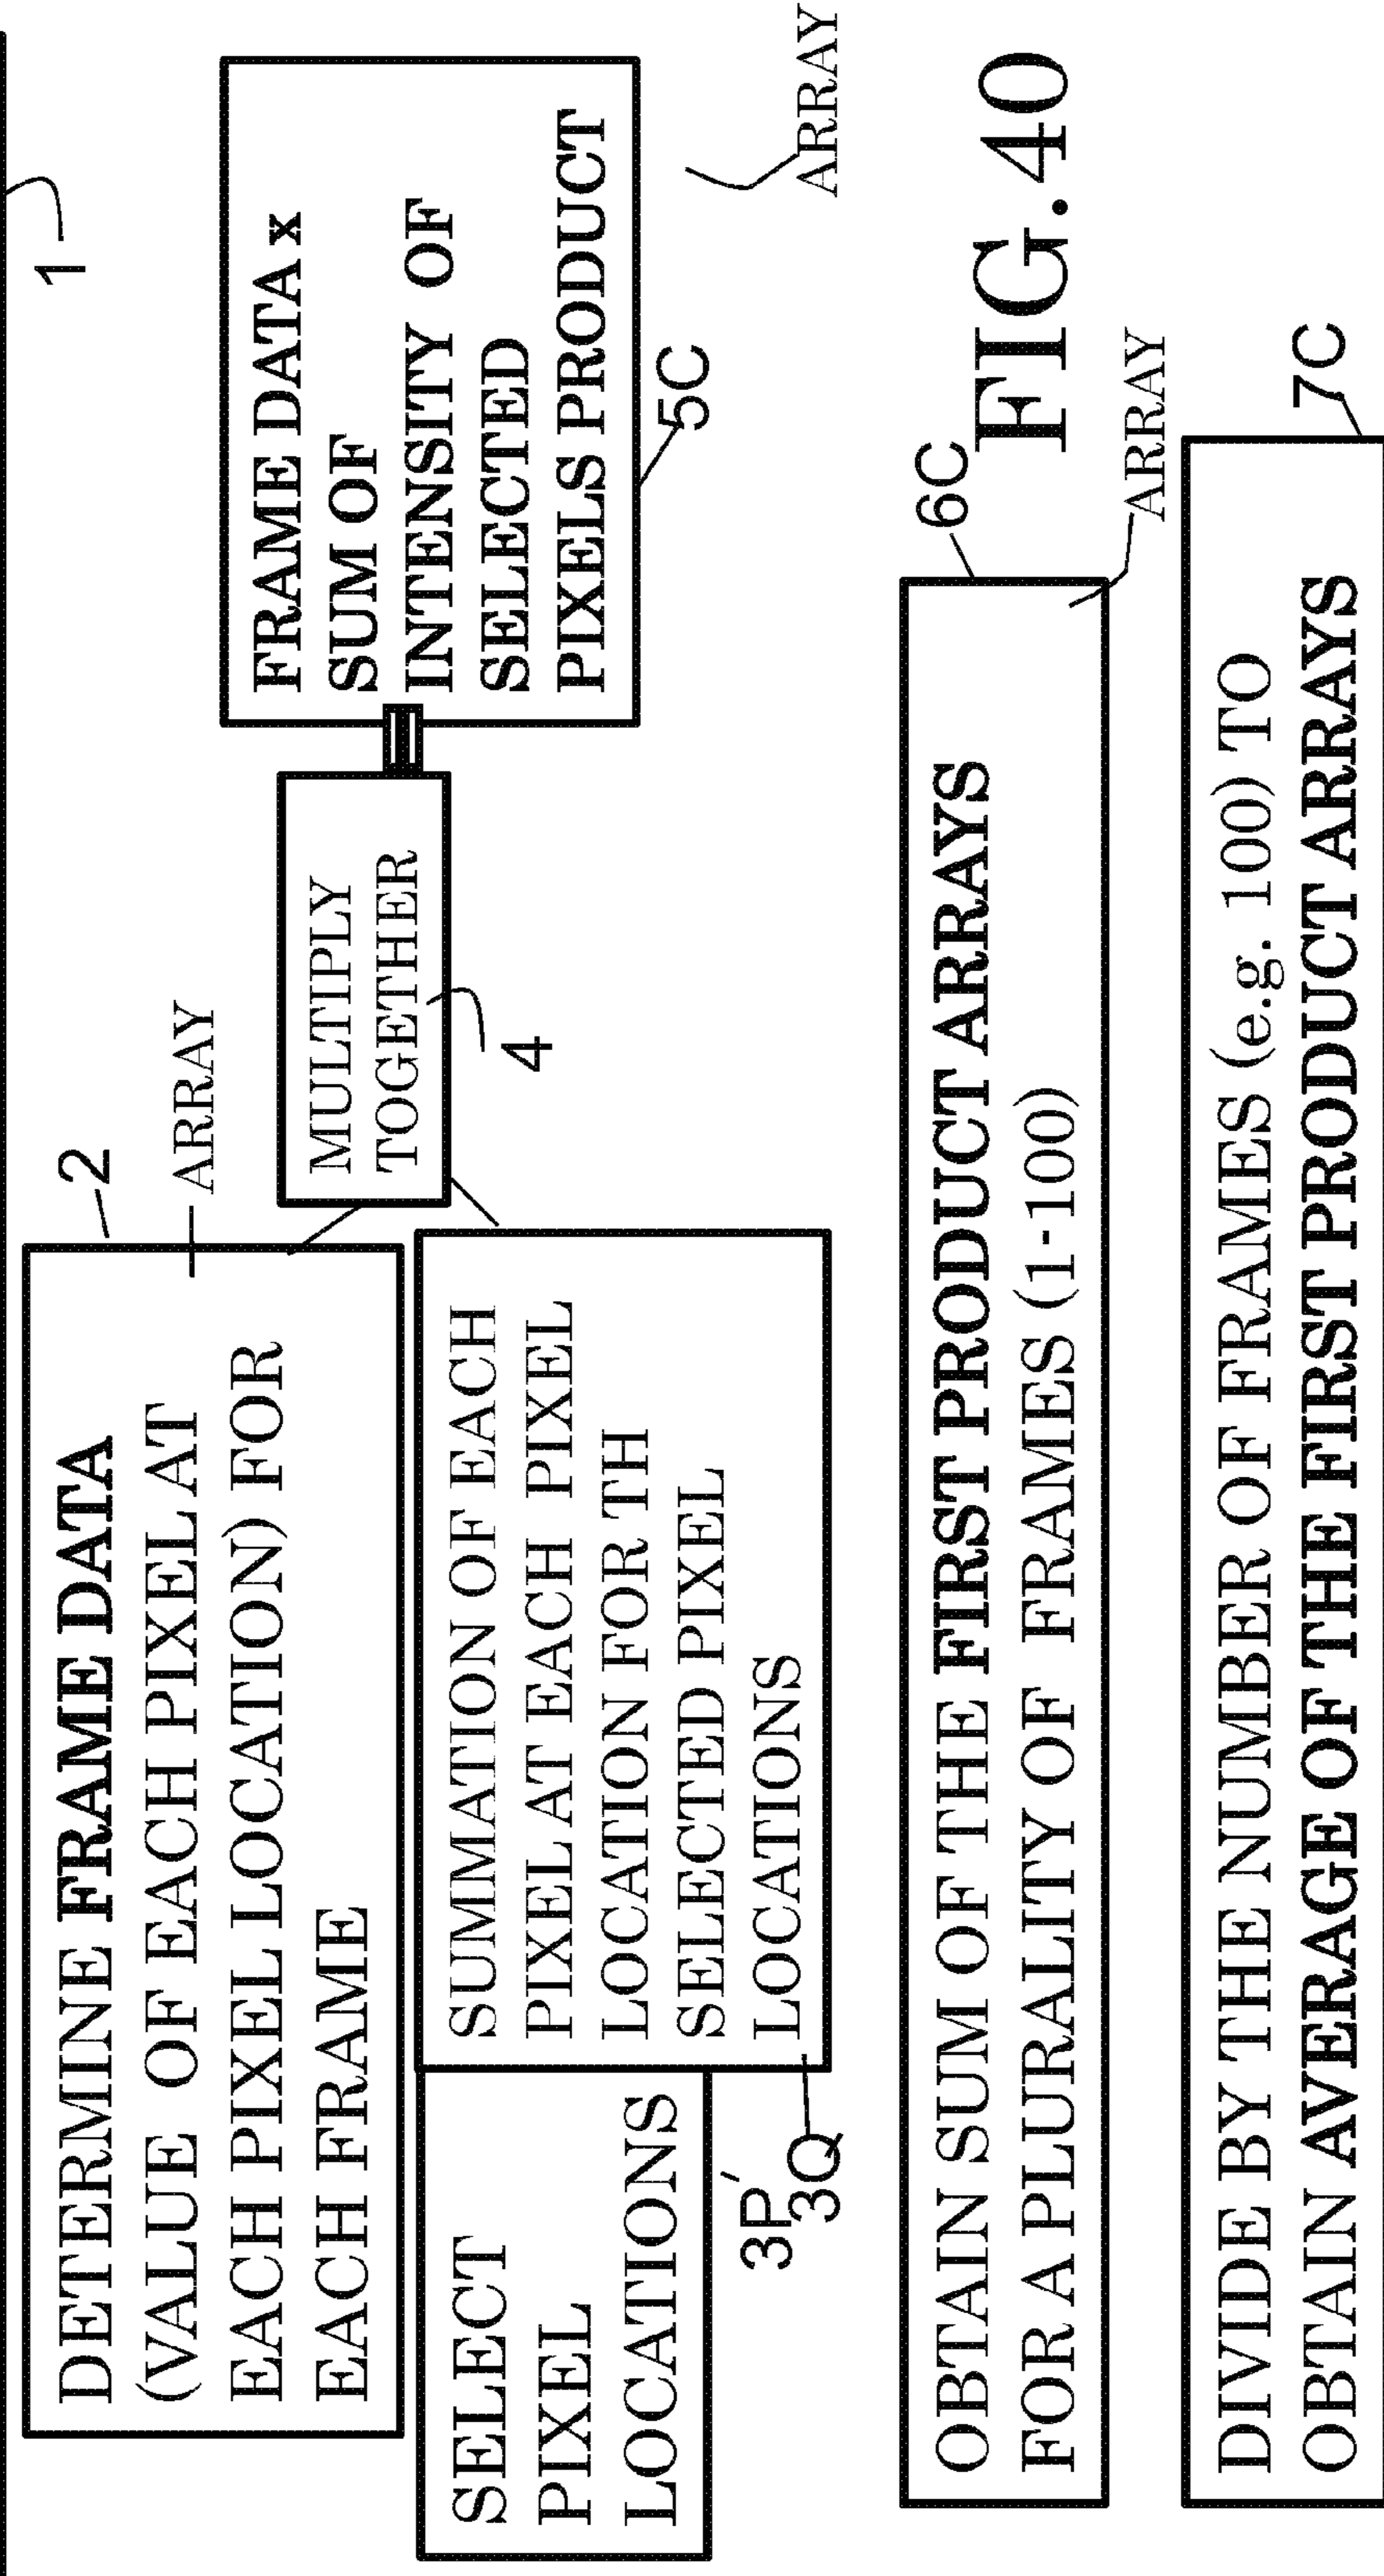 1
2
ARRAY
DETERMINE FRAME DATA
(VALUE OF EACH PIXEL AT
EACH PIXEL LOCATION) FOR
EACH FRAME
MULTIPLY
TOGETHER
4
FRAME DATA x
SUM OF
INTENSITY OF
SELECTED
PIXELS PRODUCT
5C
ARRAY
SELECT
PIXEL
LOCATIONS
3P'
SUMMATION OF EACH
PIXEL AT EACH PIXEL
LOCATION FOR TH
SELECTED PIXEL
LOCATIONS
3Q
OBTAIN SUM OF THE FIRST PRODUCT ARRAYS
FOR A PLURALITY OF FRAMES (1-100)
6C
ARRAY
FIG.40
DIVIDE BY THE NUMBER OF FRAMES (e.g. 100) TO
OBTAIN AVERAGE OF THE FIRST PRODUCT ARRAYS
7C